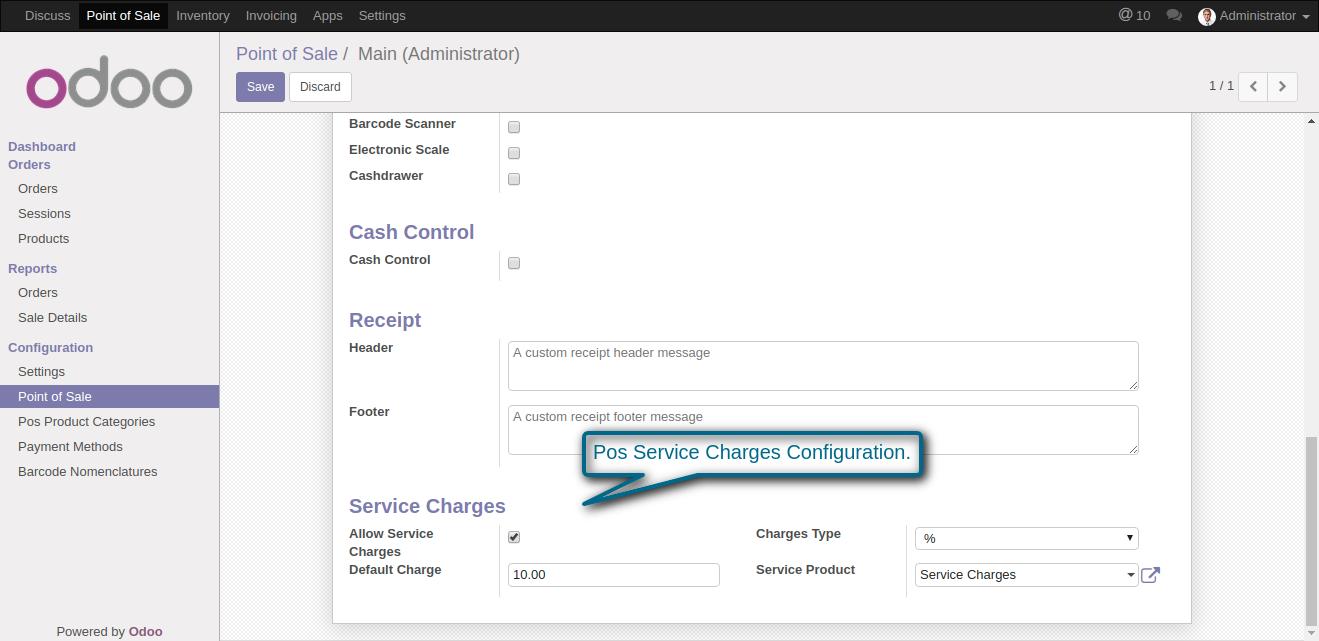 Discuss Point of Sale Inventory Invoicing Apps Settings @ 10 Administrator
odoo
Point of Sale / Main (Administrator)
Save Discard 1 / 1
Dashboard
Orders
Orders
Sessions
Products
Reports
Orders
Sale Details
Configuration
Settings
Point of Sale
Pos Product Categories
Payment Methods
Barcode Nomenclatures
Powered by Odoo
Barcode Scanner
Electronic Scale
Cashdrawer
Cash Control
Cash Control
Receipt
Header A custom receipt header message
Footer A custom receipt footer message
Pos Service Charges Configuration.
Service Charges
Allow Service Charges Type %
Charges
Default Charge 10.00 Service Product Service Charges